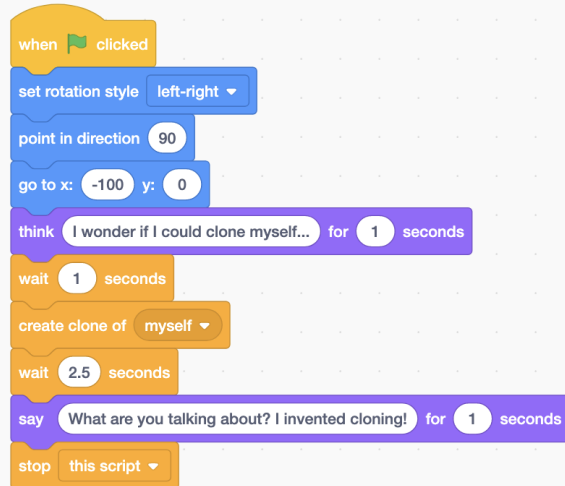 when clicked
set rotation style left-right
point in direction 90
go to x: -100 y: 0
think I wonder if I could clone myself... for 1 seconds
wait 1 seconds
create clone of myself
wait 2.5 seconds
say What are you talking about? I invented cloning! for 1 seconds
stop this script